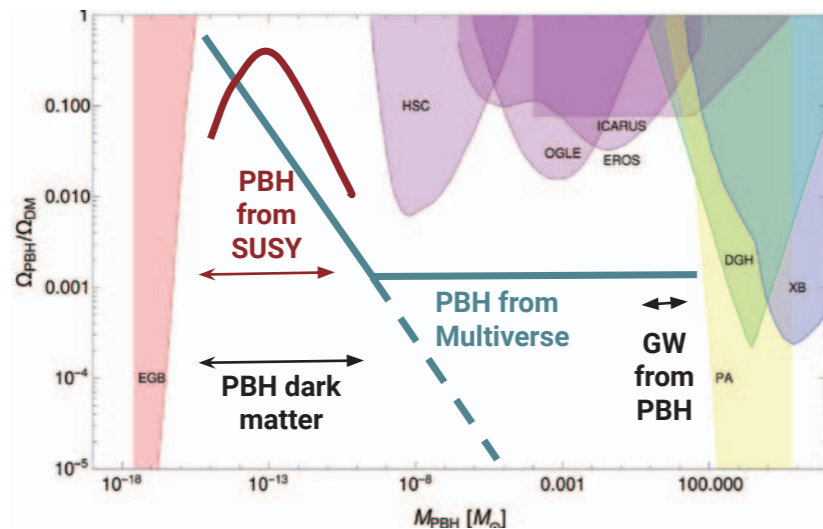 1
0.100
0.010
0.001
10⁻⁴
10⁻⁵
Ω_PBH/Ω_DM
HSC
ICARUS
OGLE
EROS
PBH
from
SUSY
DGH
XB
PBH from
Multiverse
GW
from
PBH
EGB
PBH dark
matter
PA
10⁻¹⁸
10⁻¹³
10⁻⁸
0.001
100.000
M_PBH [M_⊙]